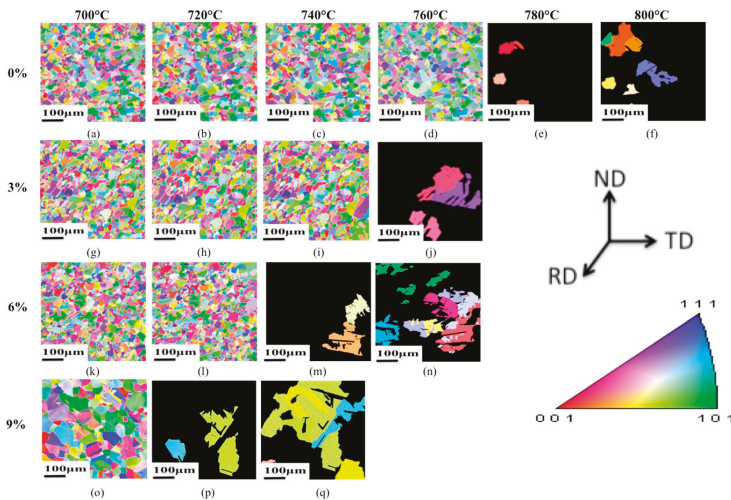 700°C 720°C 740°C 760°C 780°C 800°C
0%
100μm 100μm 100μm 100μm 100μm 100μm
(a) (b) (c) (d) (e) (f)
3%
100μm 100μm 100μm 100μm
(g) (h) (i) (j)
ND
TD
RD
6%
100μm 100μm 100μm 100μm
(k) (l) (m) (n)
1 1 1
9%
0 0 1 1 0 1
100μm 100μm 100μm
(o) (p) (q)